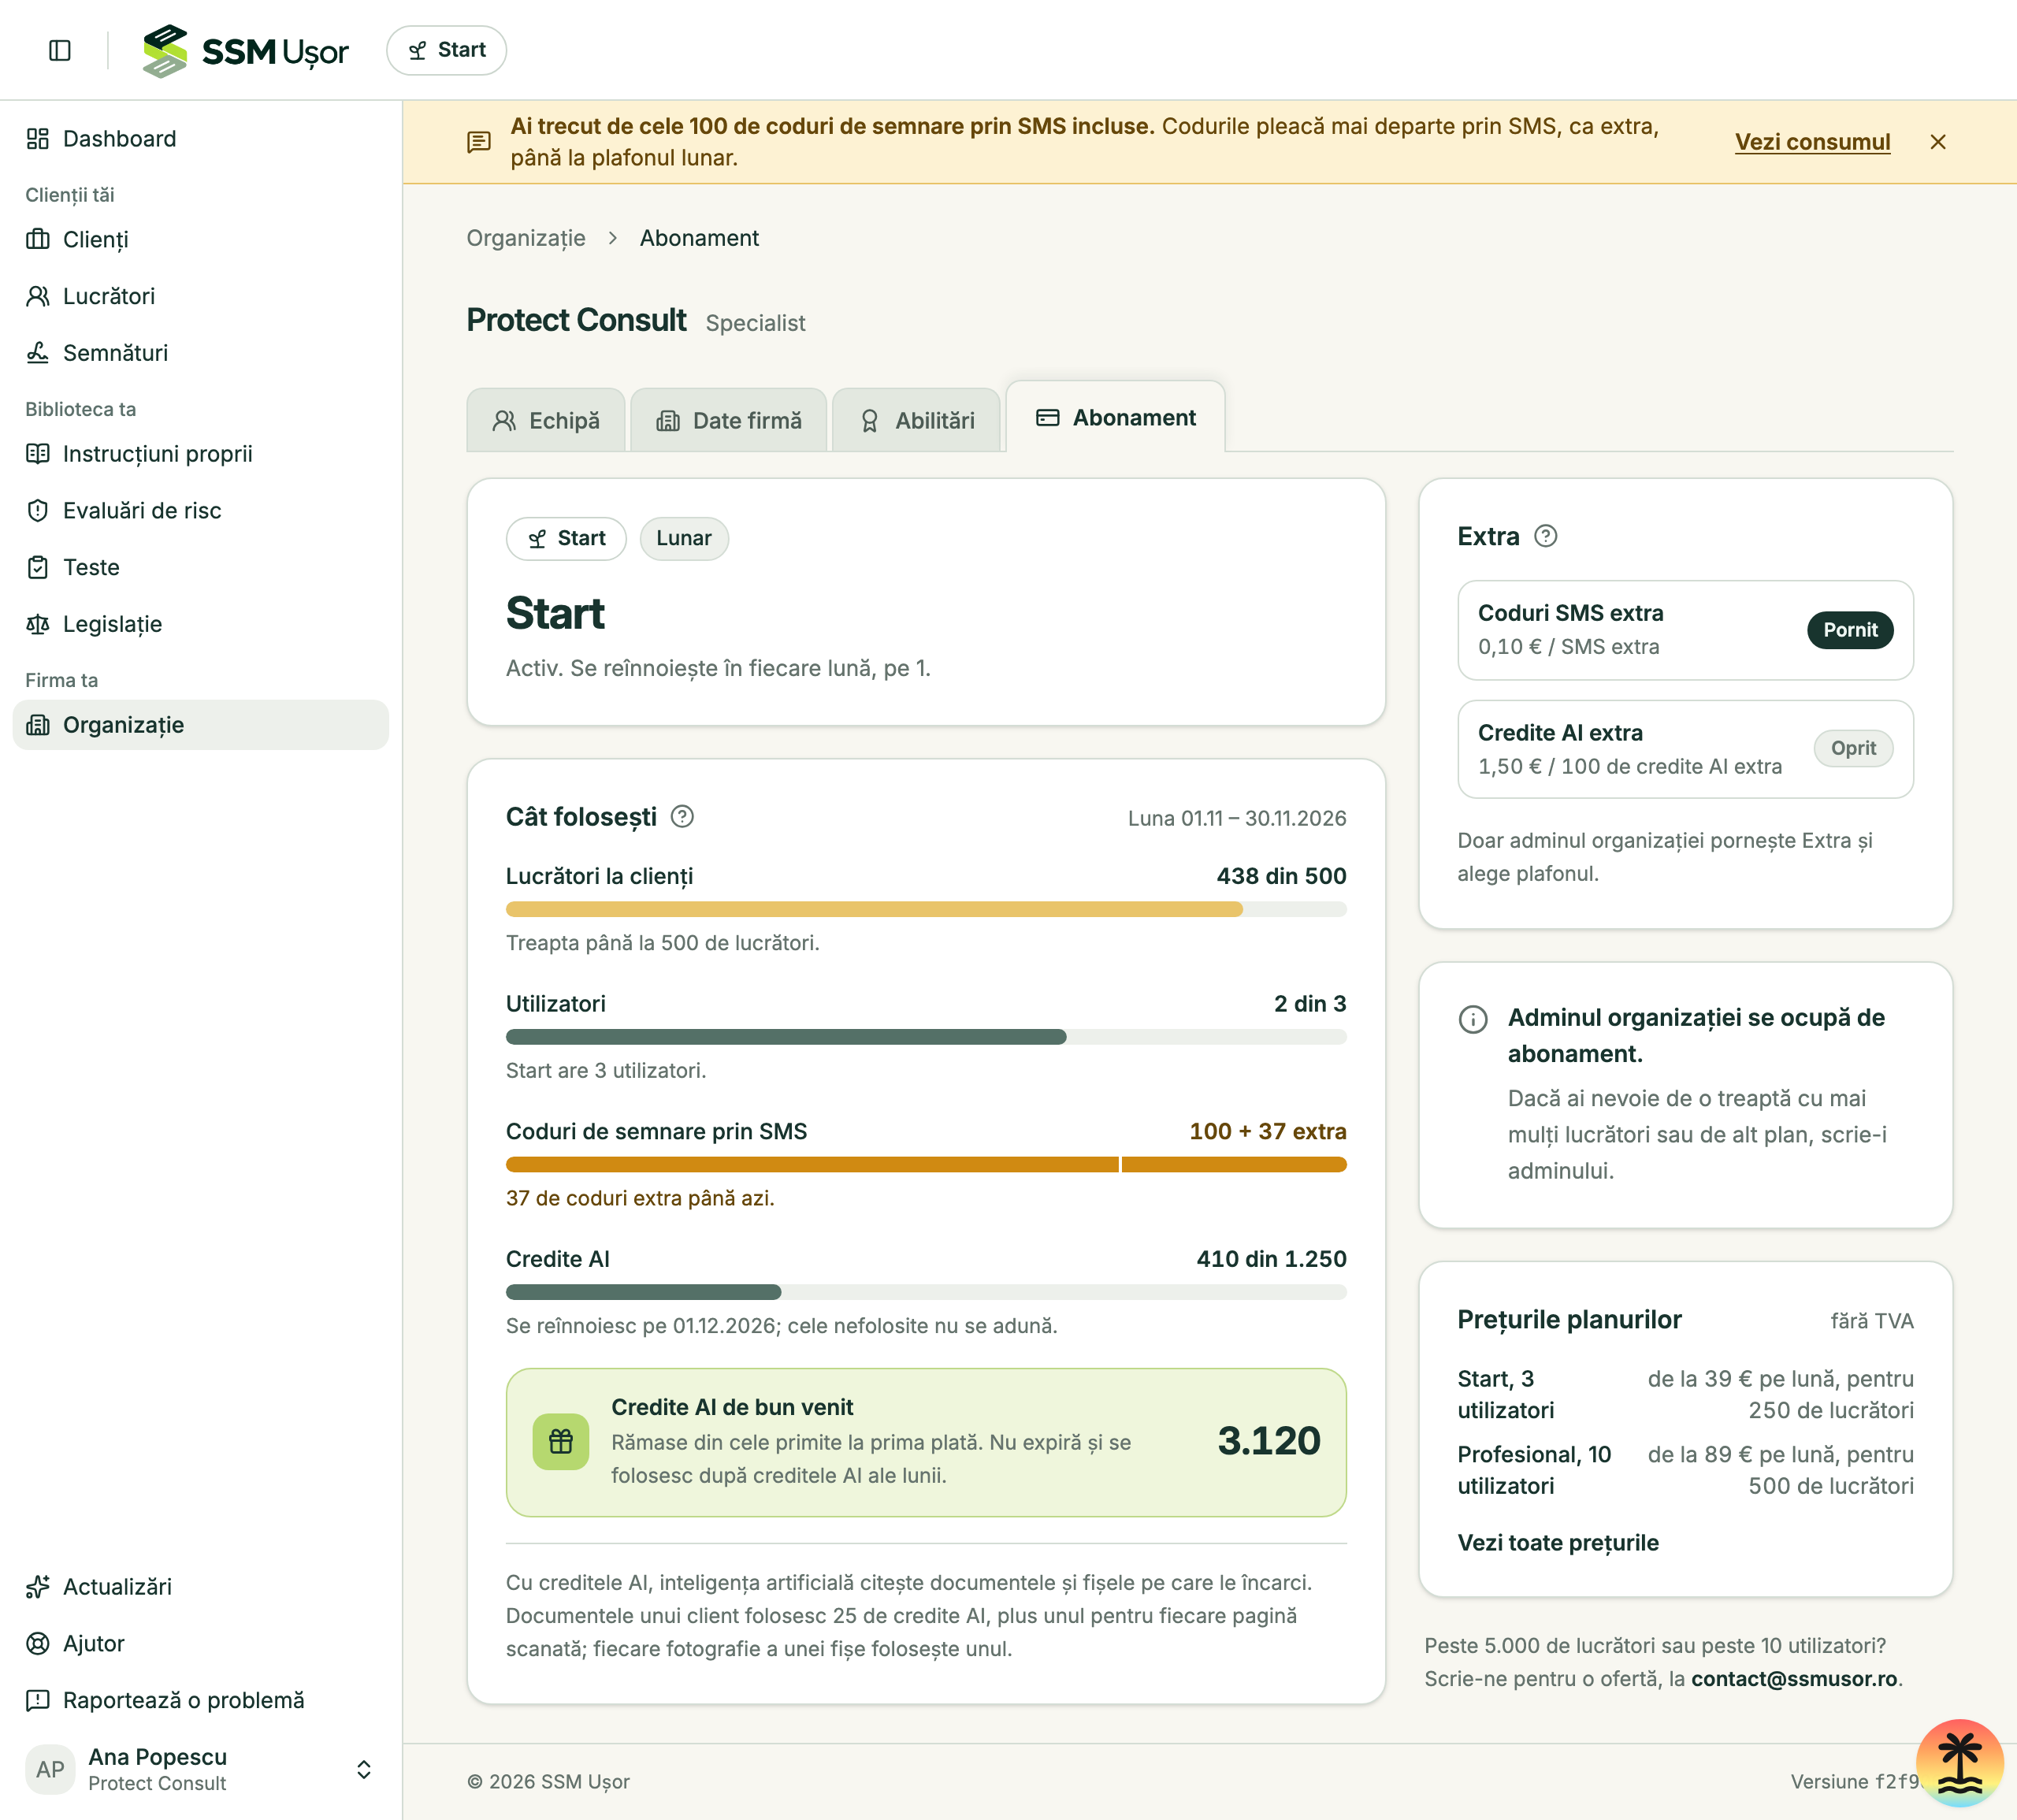 SSM Ușor
Start
Dashboard
Clienții tăi
Clienți
Lucrători
Semnături
Biblioteca ta
Instrucțiuni proprii
Evaluări de risc
Teste
Legislație
Firma ta
Organizație
Actualizări
Ajutor
Raportează o problemă
AP
Ana Popescu
Protect Consult
Ai trecut de cele 100 de coduri de semnare prin SMS incluse. Codurile pleacă mai departe prin SMS, ca extra,
până la plafonul lunar.
Vezi consumul
Organizație
Abonament
Protect Consult Specialist
Echipă
Date firmă
Abilitări
Abonament
Start
Lunar
Start
Activ. Se reînnoiește în fiecare lună, pe 1.
Cât folosești
Luna 01.11 – 30.11.2026
Lucrători la clienți
438 din 500
Treapta până la 500 de lucrători.
Utilizatori
2 din 3
Start are 3 utilizatori.
Coduri de semnare prin SMS
100 + 37 extra
37 de coduri extra până azi.
Credite AI
410 din 1.250
Se reînnoiesc pe 01.12.2026; cele nefolosite nu se adună.
Credite AI de bun venit
Rămase din cele primite la prima plată. Nu expiră și se
folosesc după creditele AI ale lunii.
3.120
Cu creditele AI, inteligența artificială citește documentele și fișele pe care le încarci.
Documentele unui client folosesc 25 de credite AI, plus unul pentru fiecare pagină
scanată; fiecare fotografie a unei fișe folosește unul.
Extra
Coduri SMS extra
0,10 € / SMS extra
Pornit
Credite AI extra
1,50 € / 100 de credite AI extra
Oprit
Doar adminul organizației pornește Extra și
alege plafonul.
Adminul organizației se ocupă de
abonament.
Dacă ai nevoie de o treaptă cu mai
mulți lucrători sau de alt plan, scrie-i
adminului.
Prețurile planurilor
fără TVA
Start, 3
utilizatori
de la 39 € pe lună, pentru
250 de lucrători
Profesional, 10
utilizatori
de la 89 € pe lună, pentru
500 de lucrători
Vezi toate prețurile
Peste 5.000 de lucrători sau peste 10 utilizatori?
Scrie-ne pentru o ofertă, la contact@ssmusor.ro.
© 2026 SSM Ușor
Versiune